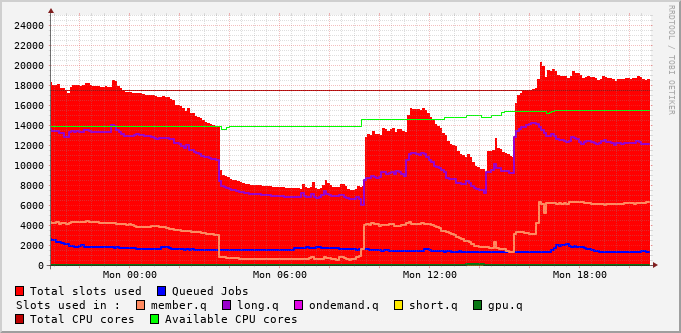 RRDTOOL / TOBI OETIKER
24000
22000
20000
18000
16000
14000
12000
10000
8000
6000
4000
2000
0
Mon 00:00 Mon 06:00 Mon 12:00 Mon 18:00
Total slots used Queued Jobs
Slots used in : member.q long.q ondemand.q short.q gpu.q
Total CPU cores Available CPU cores